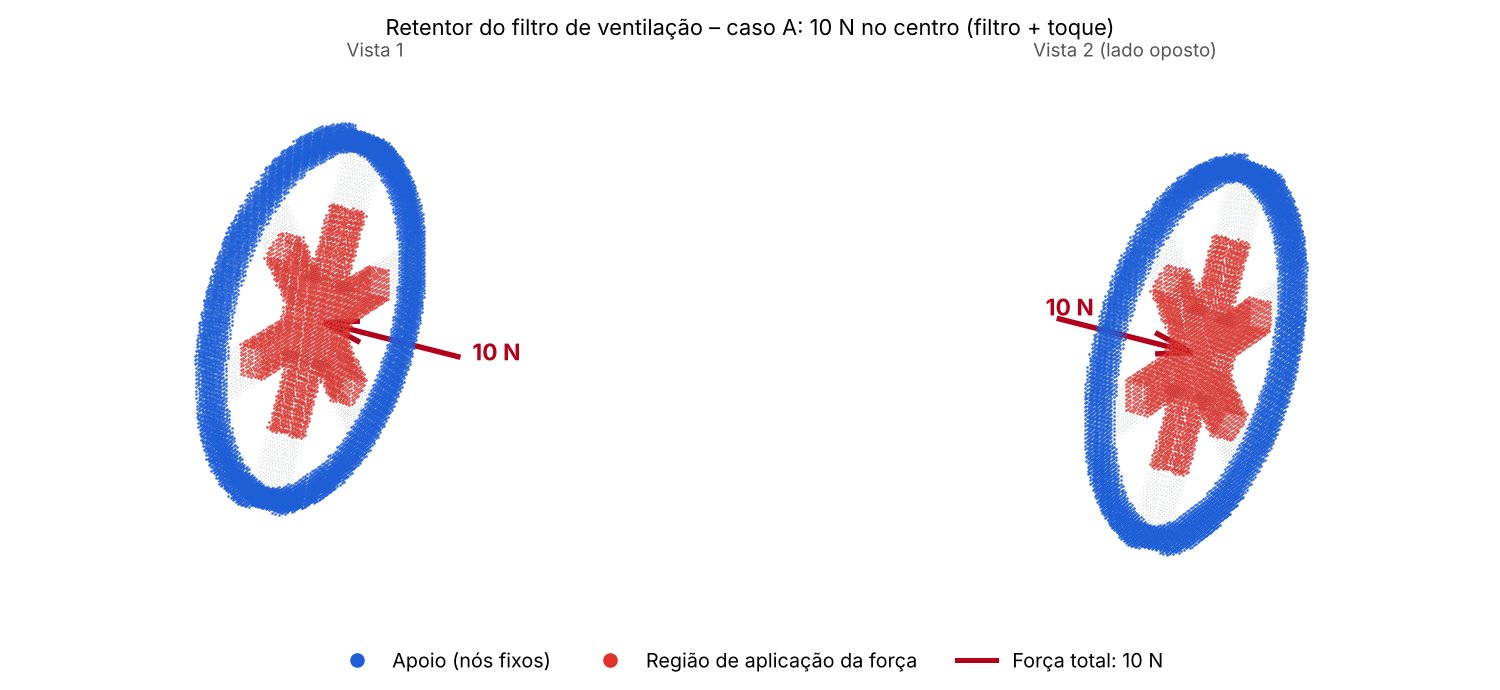 Retentor do filtro de ventilação – caso A: 10 N no centro (filtro + toque)
Vista 1
Vista 2 (lado oposto)
10 N
10 N
Apoio (nós fixos)
Região de aplicação da força
Força total: 10 N